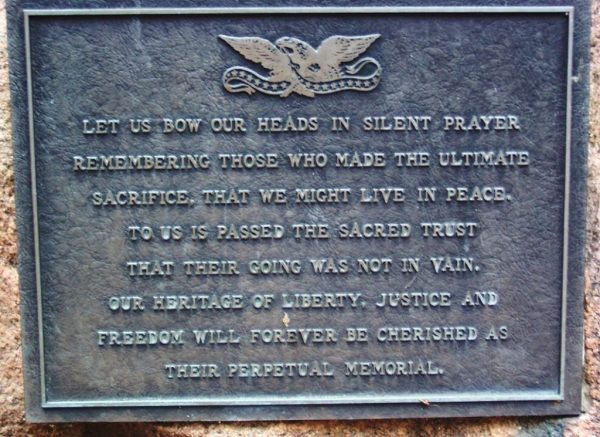 LET US BOW OUR HEADS IN SILENT PRAYER
REMEMBERING THOSE WHO MADE THE ULTIMATE
SACRIFICE, THAT WE MIGHT LIVE IN PEACE.
TO US IS PASSED THE SACRED TRUST
THAT THEIR GOING WAS NOT IN VAIN.
OUR HERITAGE OF LIBERTY, JUSTICE AND
FREEDOM WILL FOREVER BE CHERISHED AS
THEIR PERPETUAL MEMORIAL.